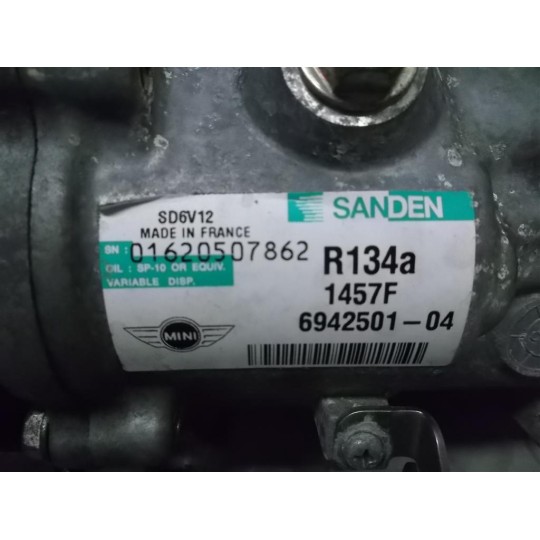 SD6V12
MADE IN FRANCE
SANDEN
SN : 01620507862
OIL : SP-10 OR EQUIV.
VARIABLE DISP.
R134a
1457F
6942501-04
MINI